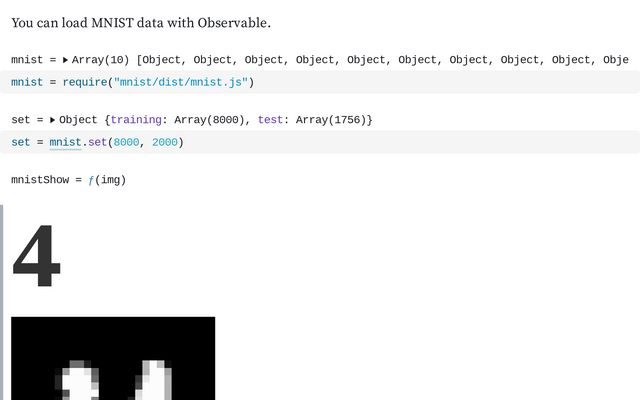 You can load MNIST data with Observable.
mnist = ▶Array(10) [Object, Object, Object, Object, Object, Object, Object, Object, Object, Obje
mnist = require("mnist/dist/mnist.js")
set = ▶Object {training: Array(8000), test: Array(1756)}
set = mnist.set(8000, 2000)
mnistShow = ƒ(img)
4